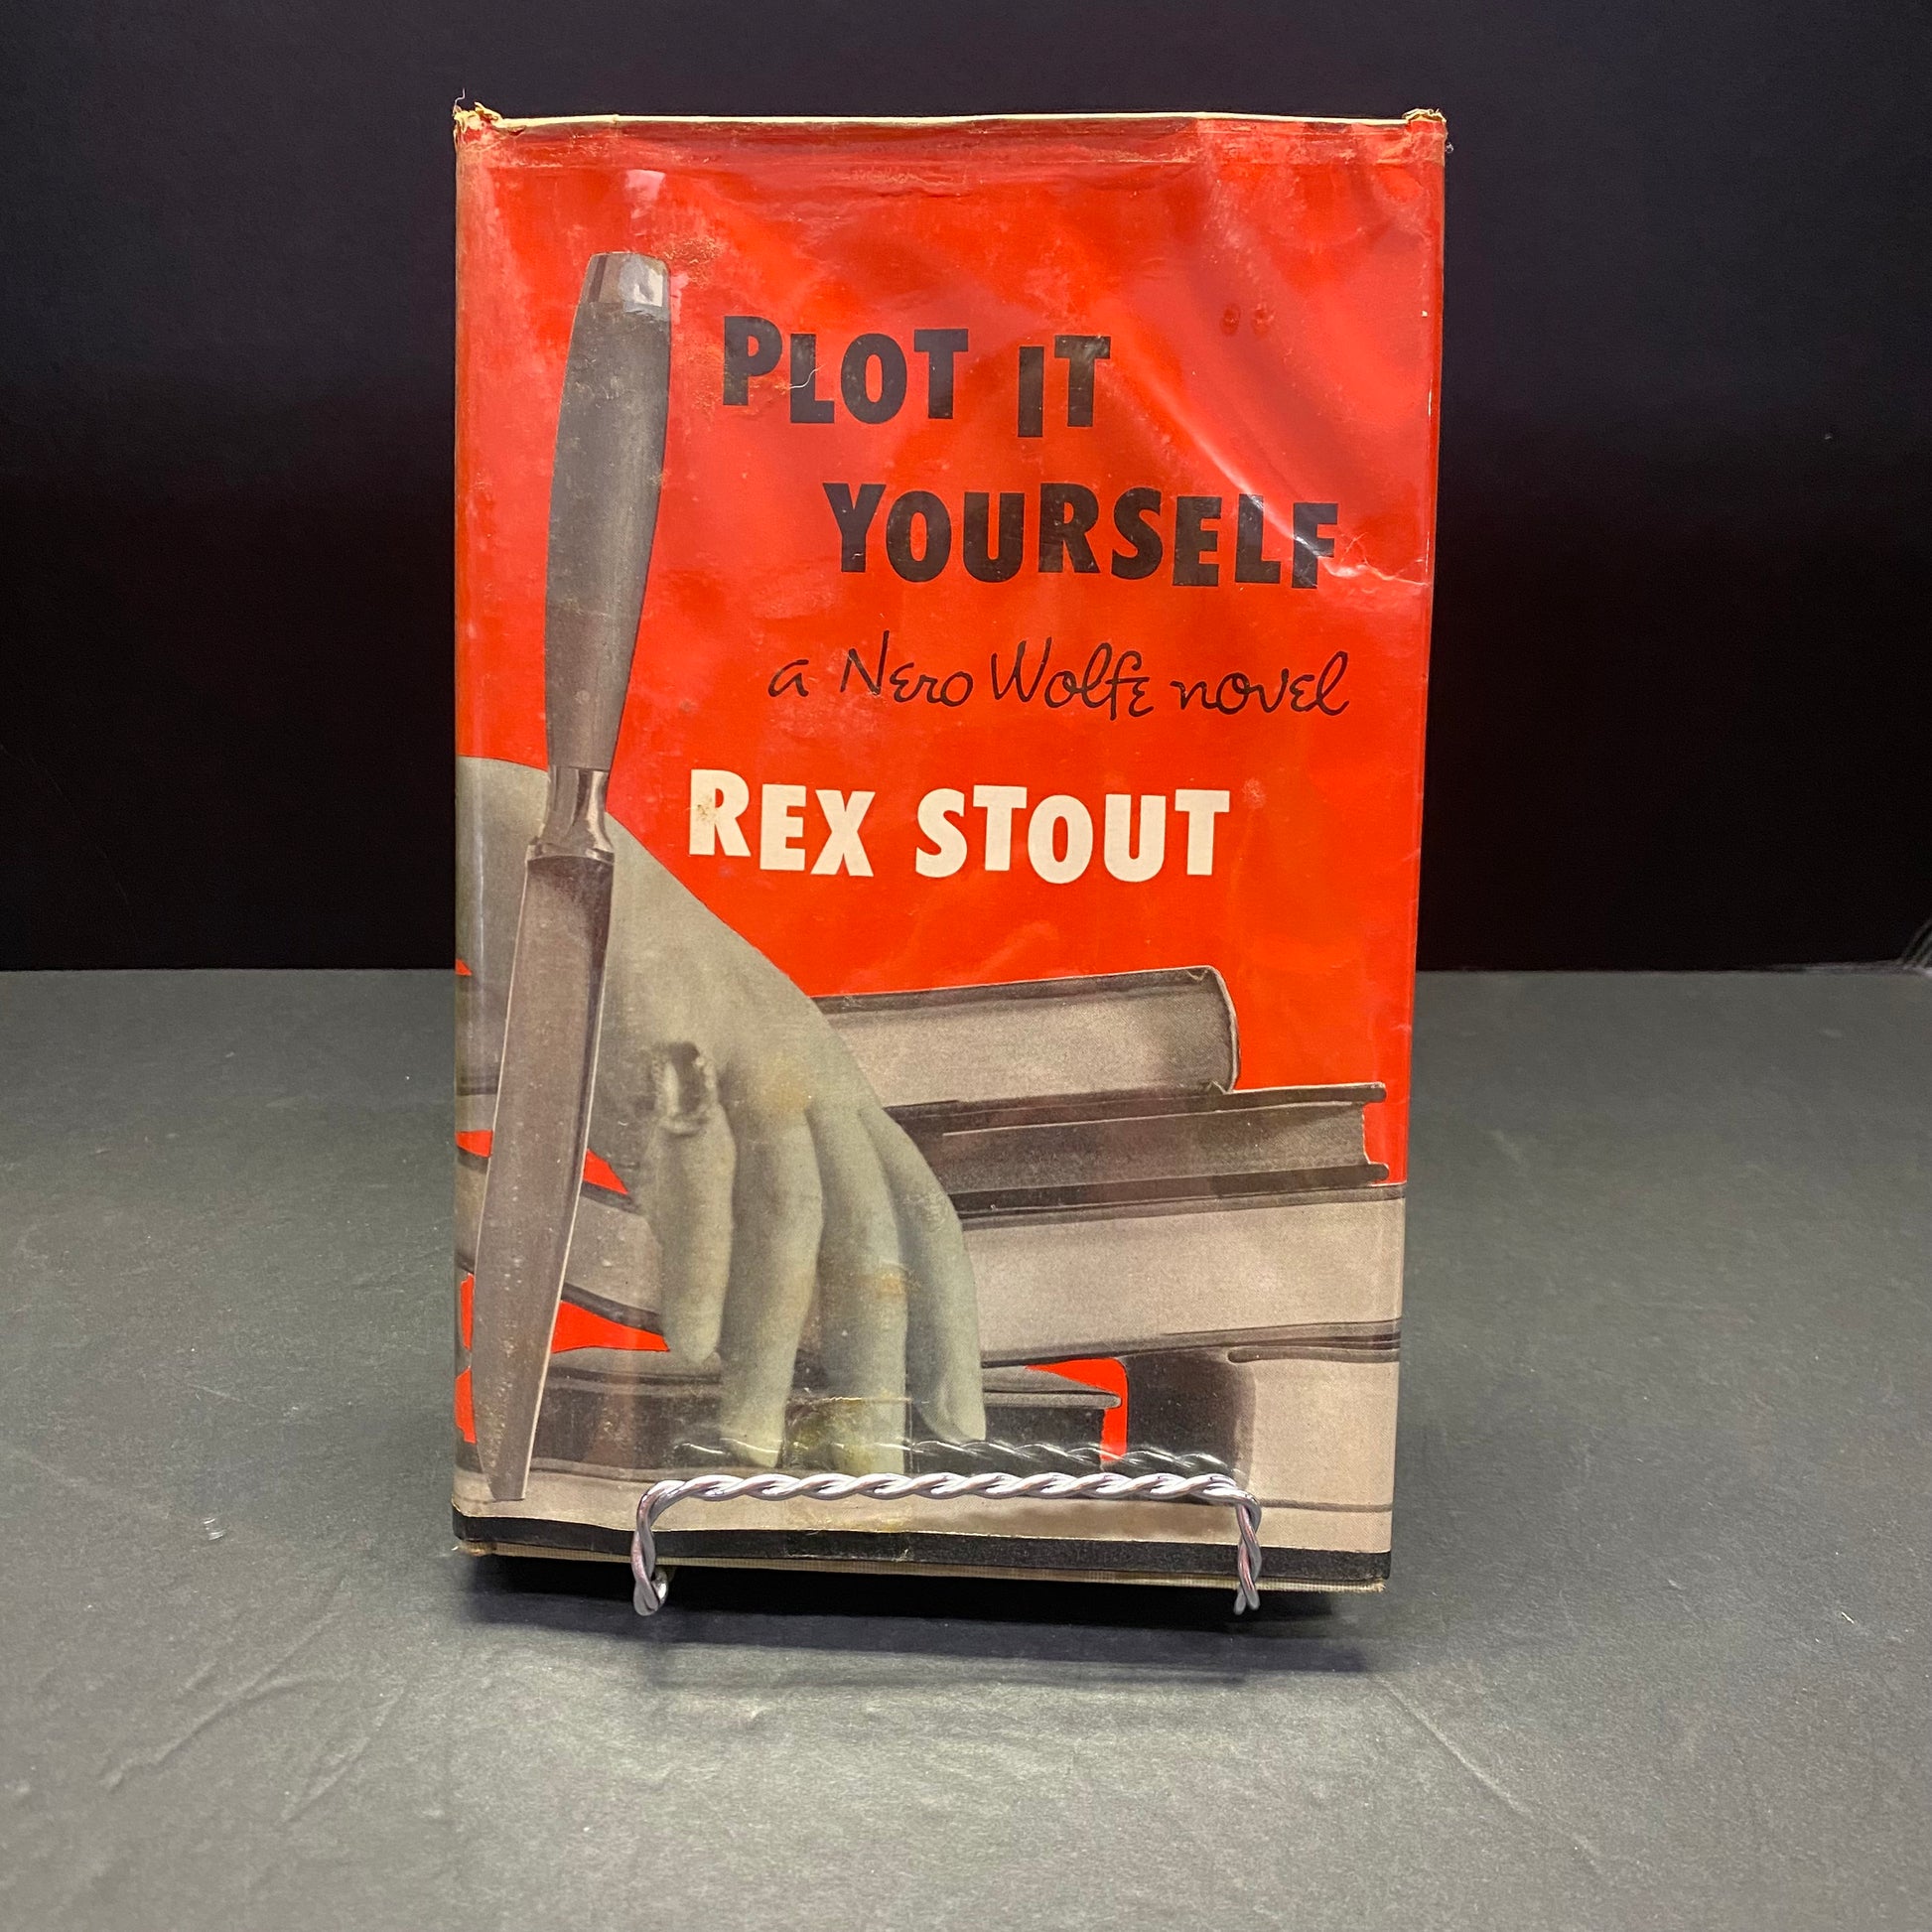 PLOT IT
YOURSELF
a Nero Wolfe novel
REX STOUT